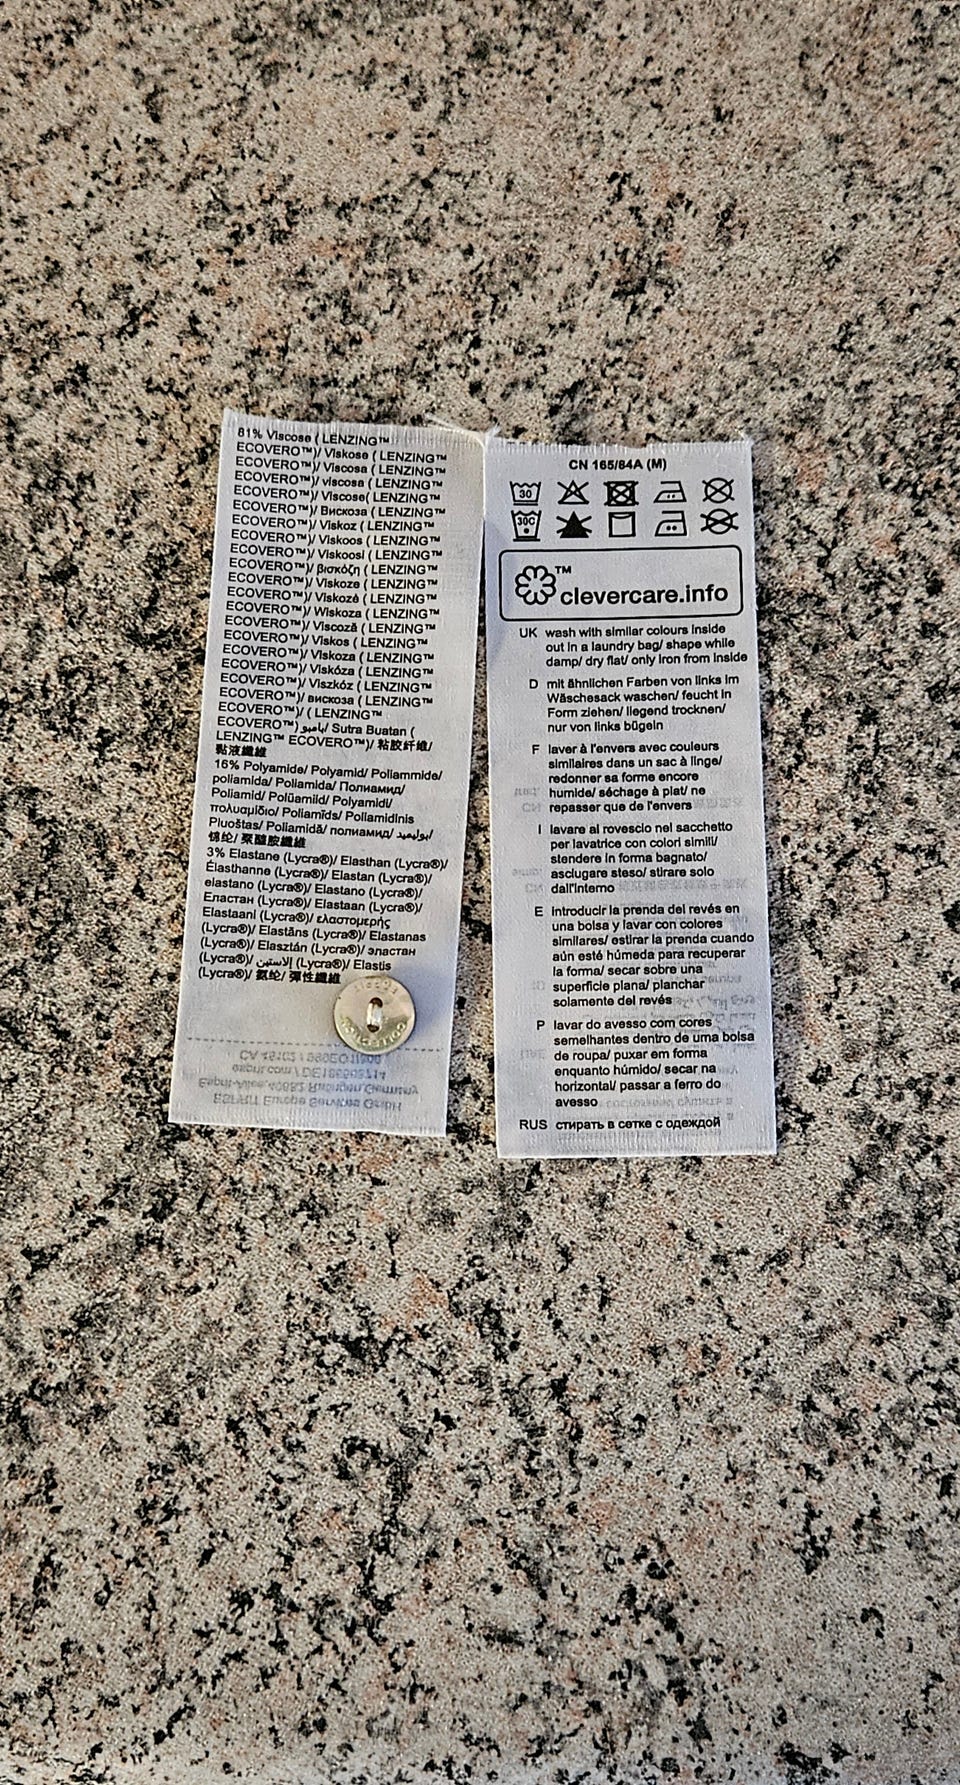 81% Viscose ( LENZING™
ECOVERO™)/ Viskose ( LENZING™
ECOVERO™)/ Viscosa ( LENZING™
ECOVERO™)/ viscosa ( LENZING™
ECOVERO™)/ Viscose( LENZING™
ECOVERO™)/ Вискоза ( LENZING™
ECOVERO™)/ Viskoz ( LENZING™
ECOVERO™)/ Viskoos ( LENZING™
ECOVERO™)/ Viskoosi ( LENZING™
ECOVERO™)/ βισκόζη ( LENZING™
ECOVERO™)/ Viskoze ( LENZING™
ECOVERO™)/ Viskozė ( LENZING™
ECOVERO™)/ Wiskoza ( LENZING™
ECOVERO™)/ Viscoză ( LENZING™
ECOVERO™)/ Viskos ( LENZING™
ECOVERO™)/ Viskoza ( LENZING™
ECOVERO™)/ Viskóza ( LENZING™
ECOVERO™)/ Viszkóz ( LENZING™
ECOVERO™)/ вискоза ( LENZING™
ECOVERO™)/ ( LENZING™
ECOVERO™) بامبو/ Sutra Buatan (
LENZING™ ECOVERO™)/ 粘胶纤维/
黏液纖維
16% Polyamide/ Polyamid/ Poliammide/
poliamida/ Poliamida/ Полиамид/
Poliamid/ Polüamiid/ Polyamidi/
πολυαμίδιο/ Poliamīds/ Poliamidinis
Pluoštas/ Poliamidă/ полиамид/ بوليميد/
锦纶/ 聚醯胺纖維
3% Elastane (Lycra®)/ Elasthan (Lycra®)/
Élasthanne (Lycra®)/ Elastan (Lycra®)/
elastano (Lycra®)/ Elastano (Lycra®)/
Еластан (Lycra®)/ Elastaan (Lycra®)/
Elastaani (Lycra®)/ ελαστομερής
(Lycra®)/ Elastāns (Lycra®)/ Elastanas
(Lycra®)/ Elasztán (Lycra®)/ эластан
(Lycra®)/ إلاستين (Lycra®)/ Elastis
(Lycra®)/ 氨纶/ 彈性纖維
ESPRIT Europe Services GmbH
Esprit-Allee, 40882 Ratingen, Germany
CN 165/84A (M)
30
30C
™
clevercare.info
UK wash with similar colours inside
out in a laundry bag/ shape while
damp/ dry flat/ only iron from inside
D mit ähnlichen Farben von links im
Wäschesack waschen/ feucht in
Form ziehen/ liegend trocknen/
nur von links bügeln
F laver à l'envers avec couleurs
similaires dans un sac à linge/
redonner sa forme encore
humide/ séchage à plat/ ne
repasser que de l'envers
I lavare al rovescio nel sacchetto
per lavatrice con colori simili/
stendere in forma bagnato/
asciugare steso/ stirare solo
dall'interno
E introducir la prenda del revés en
una bolsa y lavar con colores
similares/ estirar la prenda cuando
aún esté húmeda para recuperar
la forma/ secar sobre una
superficie plana/ planchar
solamente del revés
P lavar do avesso com cores
semelhantes dentro de uma bolsa
de roupa/ puxar em forma
enquanto húmido/ secar na
horizontal/ passar a ferro do
avesso
RUS стирать в сетке с одеждой